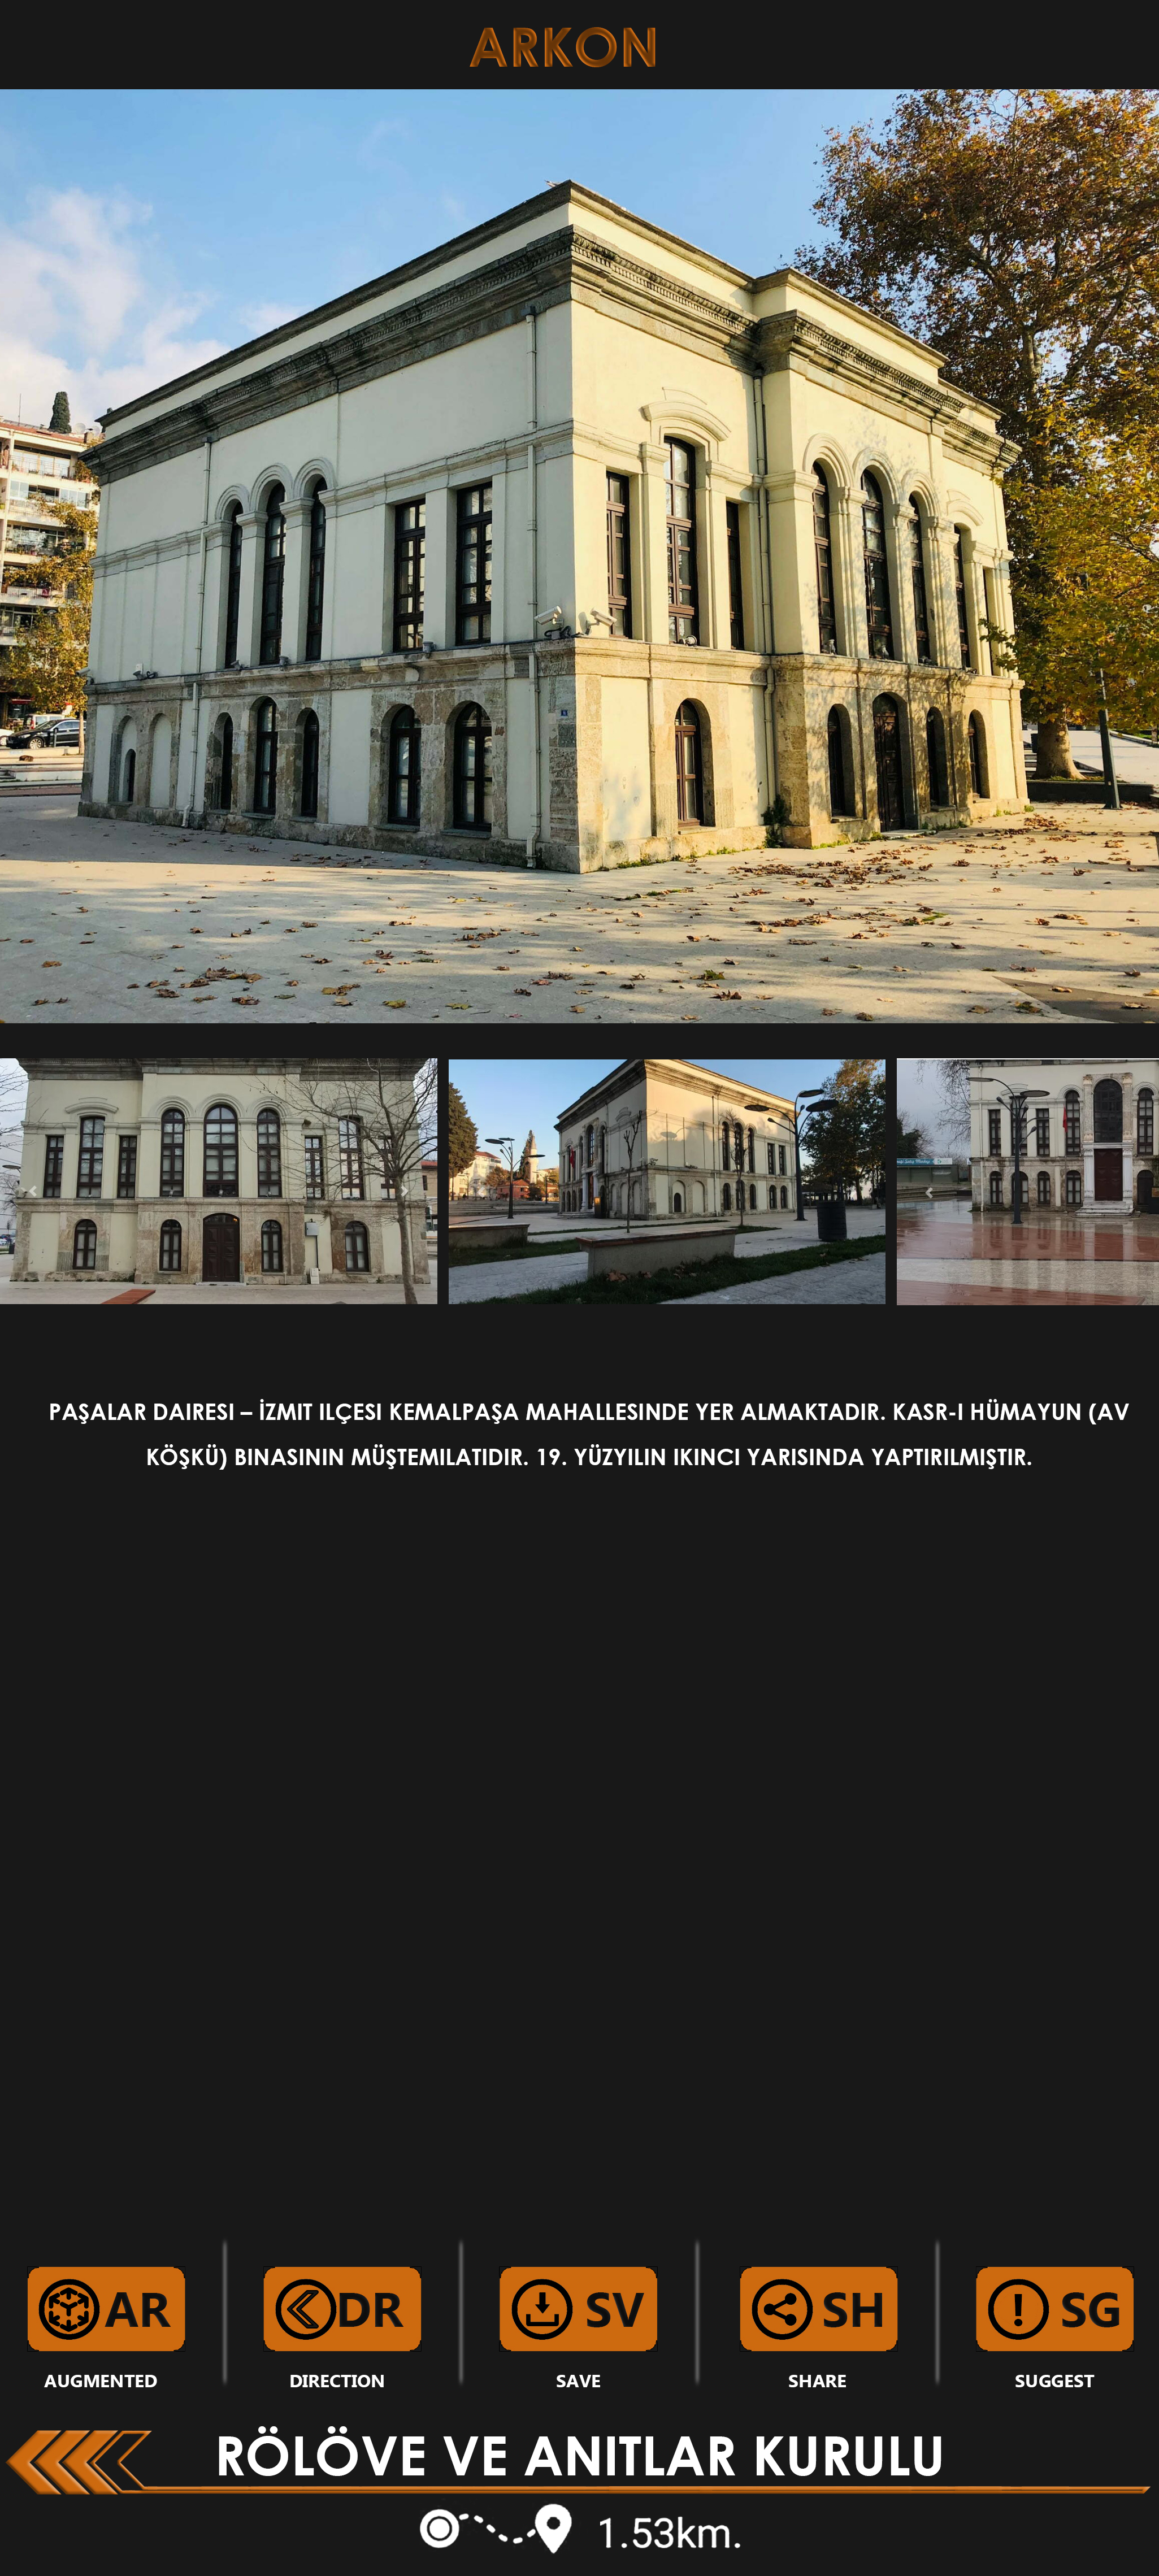 ARKON
PAŞALAR DAIRESI – İZMIT ILÇESI KEMALPAŞA MAHALLESINDE YER ALMAKTADIR. KASR-I HÜMAYUN (AV
KÖŞKÜ) BINASININ MÜŞTEMILATIDIR. 19. YÜZYILIN IKINCI YARISINDA YAPTIRILMIŞTIR.
AR DR SV SH SG
AUGMENTED DIRECTION SAVE SHARE SUGGEST
RÖLÖVE VE ANITLAR KURULU
1.53km.